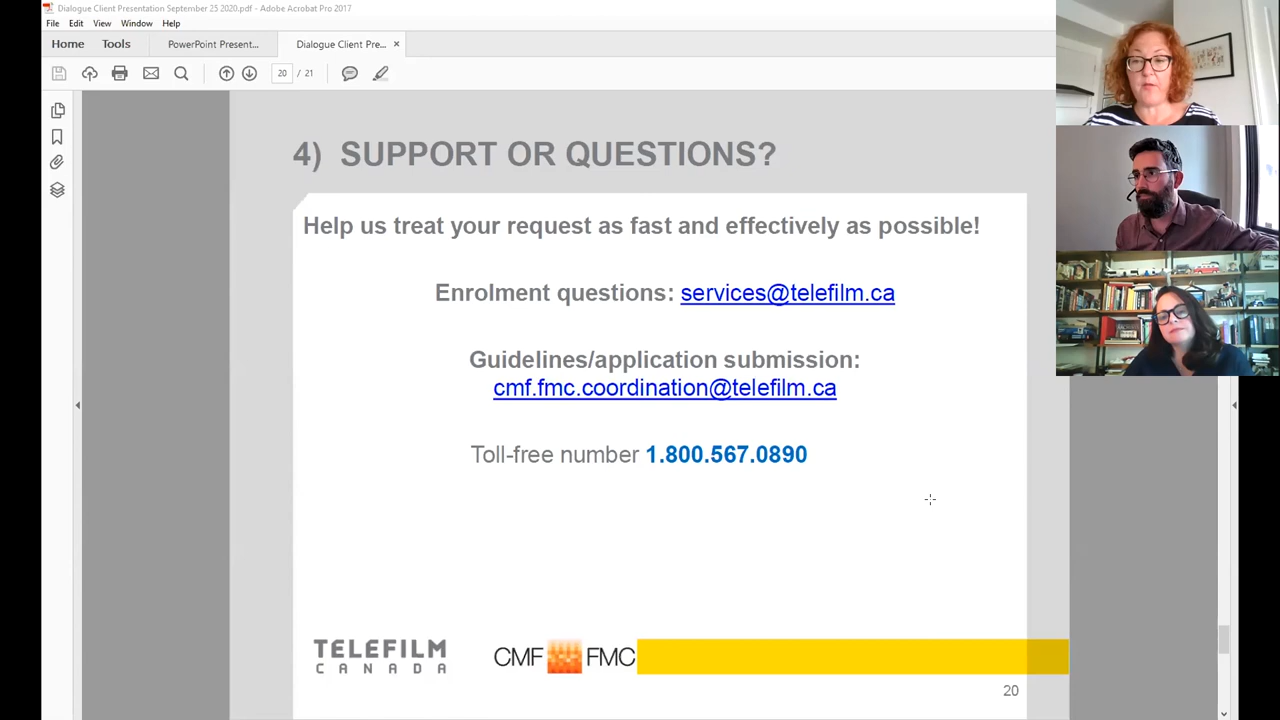 Dialogue Client Presentation September 25 2020.pdf - Adobe Acrobat Pro 2017
File Edit View Window Help
Home Tools PowerPoint Present... Dialogue Client Pre... ×
20 / 21
4) SUPPORT OR QUESTIONS?
Help us treat your request as fast and effectively as possible!
Enrolment questions: services@telefilm.ca
Guidelines/application submission:
cmf.fmc.coordination@telefilm.ca
Toll-free number 1.800.567.0890
TELEFILM
CANADA
CMF FMC
20